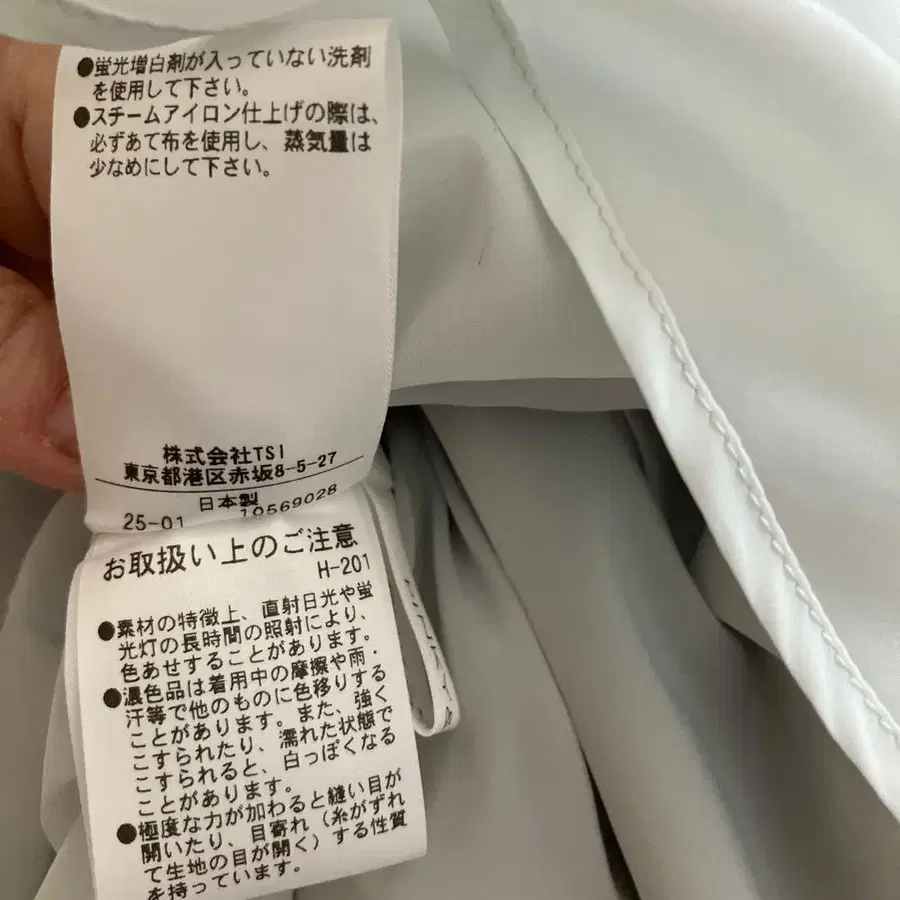 ●蛍光増白剤が入っていない洗剤
を使用して下さい。
●スチームアイロン仕上げの際は、
必ずあて布を使用し、蒸気量は
少なめにして下さい。
株式会社TSI
東京都港区赤坂8-5-27
日本製
25-01 10569028
お取扱い上のご注意
H-201
●素材の特徴上、直射日光や蛍
光灯の長時間の照射により、
色あせすることがあります。
●濃色品は着用中の摩擦や雨・
汗等で他のものに色移りする
ことがあります。また、強く
こすられたり、濡れた状態で
こすられると、白っぽくなる
ことがあります。
●極度な力が加わると縫い目が
開いたり、目寄れ（糸がずれ
て生地の目が開く）する性質
を持っています。